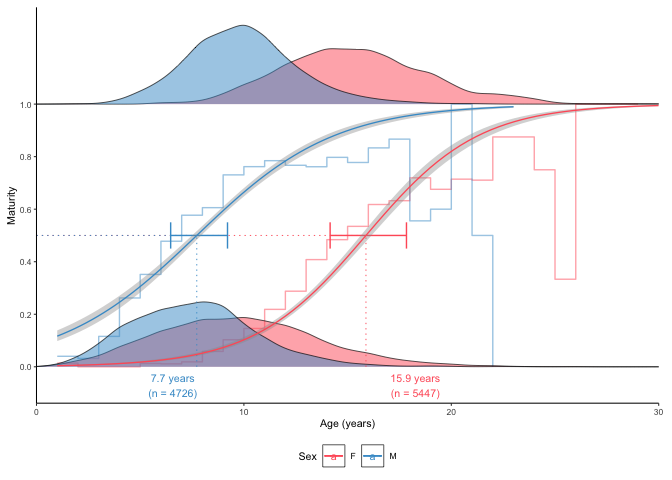 1.0
0.8
0.6
0.4
0.2
0.0
Maturity
7.7 years
(n = 4726)
15.9 years
(n = 5447)
0
10
20
30
Age (years)
Sex a F a M